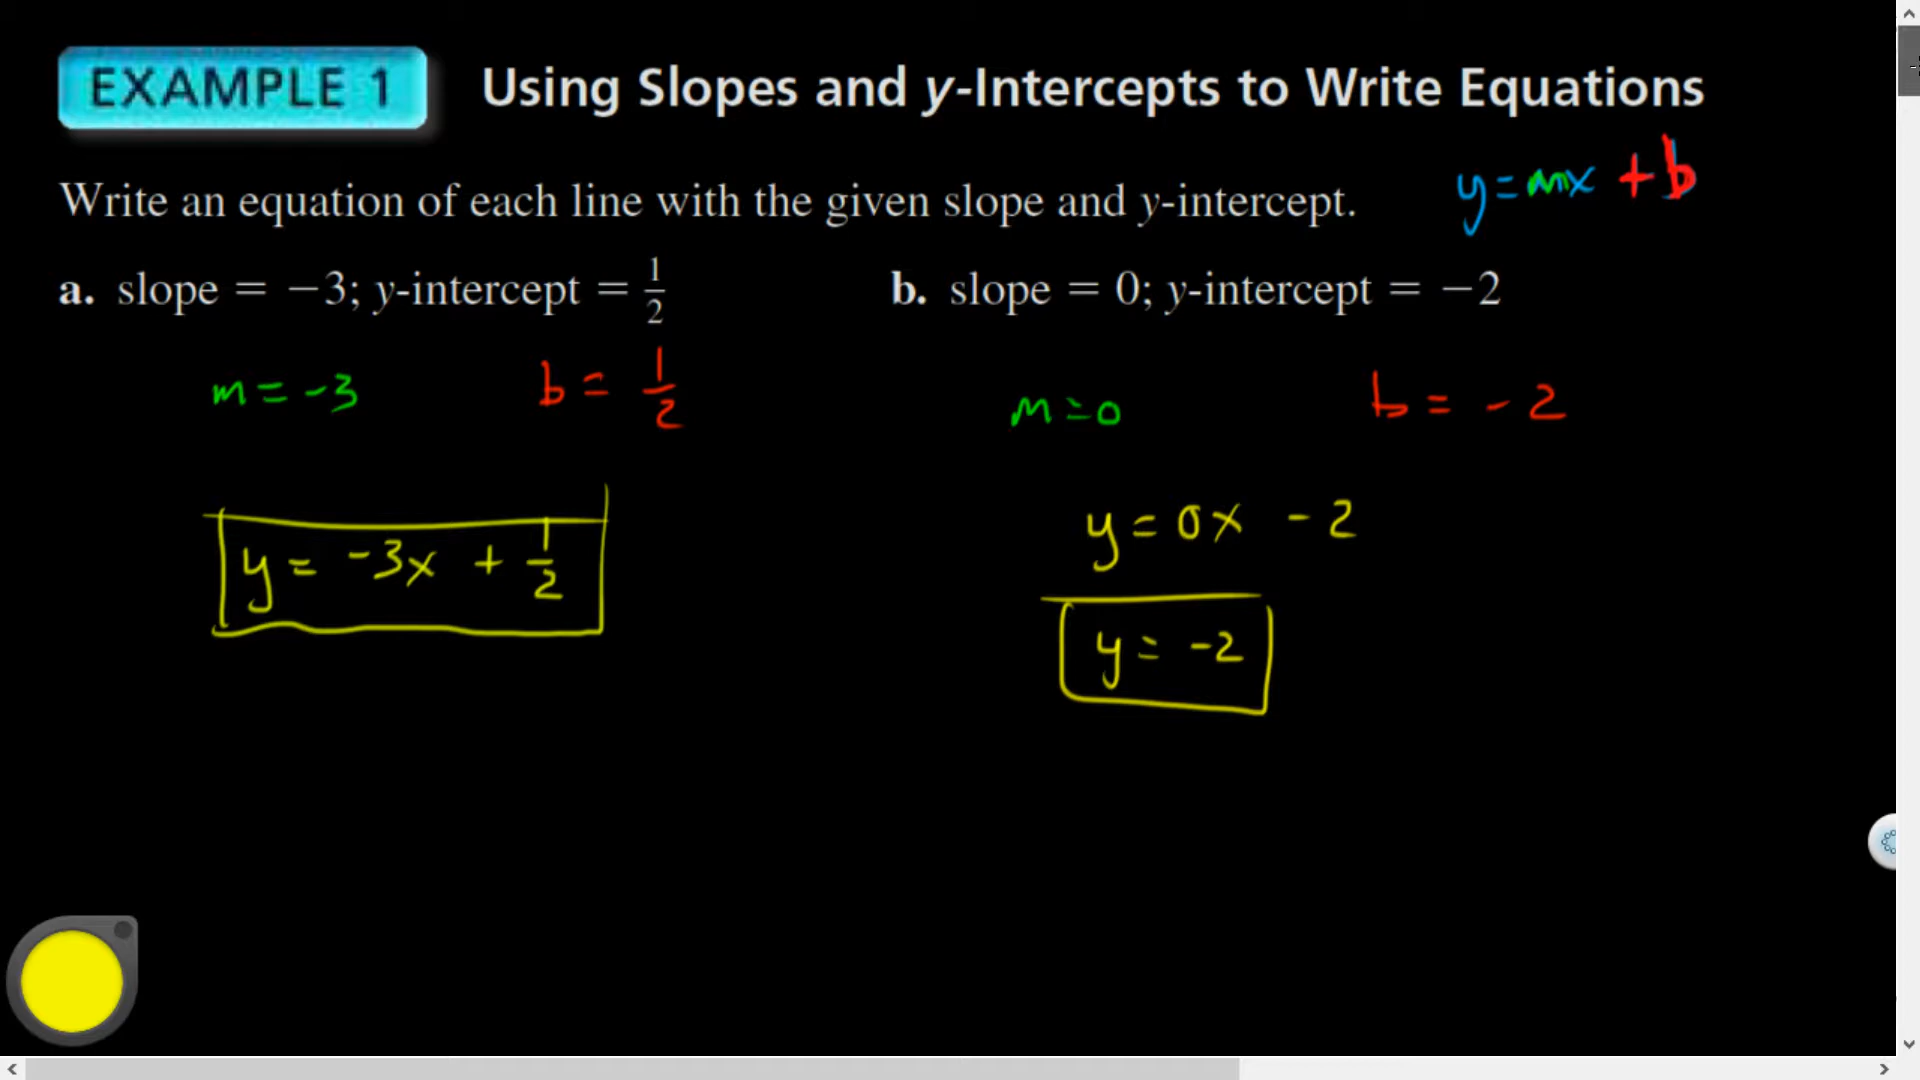 EXAMPLE 1 Using Slopes and y-Intercepts to Write Equations
y = mx + b
Write an equation of each line with the given slope and y-intercept.
a. slope = −3; y-intercept = 1/2
b. slope = 0; y-intercept = −2
m = -3 b = 1/2
m = 0 b = -2
y = -3x + 1/2
y = 0x - 2
y = -2